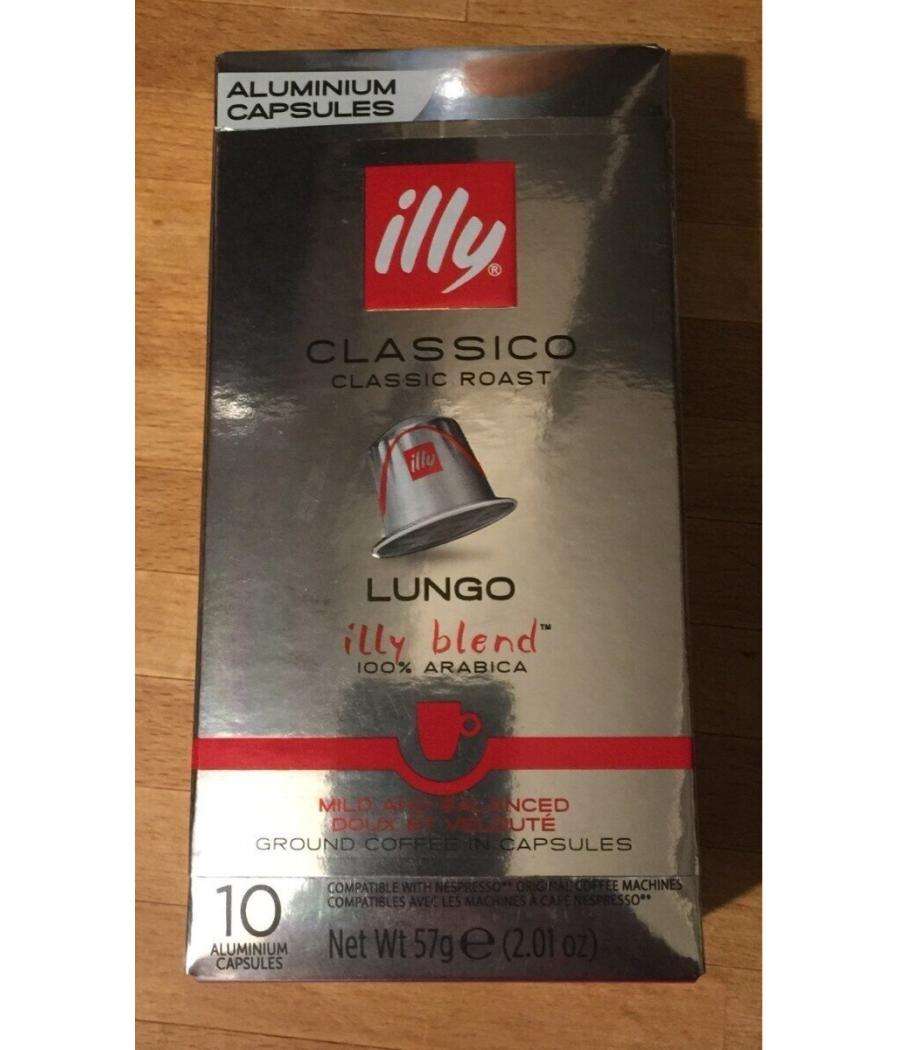 ALUMINIUM
CAPSULES
illy®
CLASSICO
CLASSIC ROAST
illy
LUNGO
illy blend™
100% ARABICA
MILD AND BALANCED
DOUX ET VELOUTÉ
GROUND COFFEE IN CAPSULES
10
ALUMINIUM
CAPSULES
COMPATIBLE WITH NESPRESSO** ORIGINAL COFFEE MACHINES
COMPATIBLES AVEC LES MACHINES À CAFÉ NESPRESSO**
Net Wt 57g ℮ (2.01 oz)